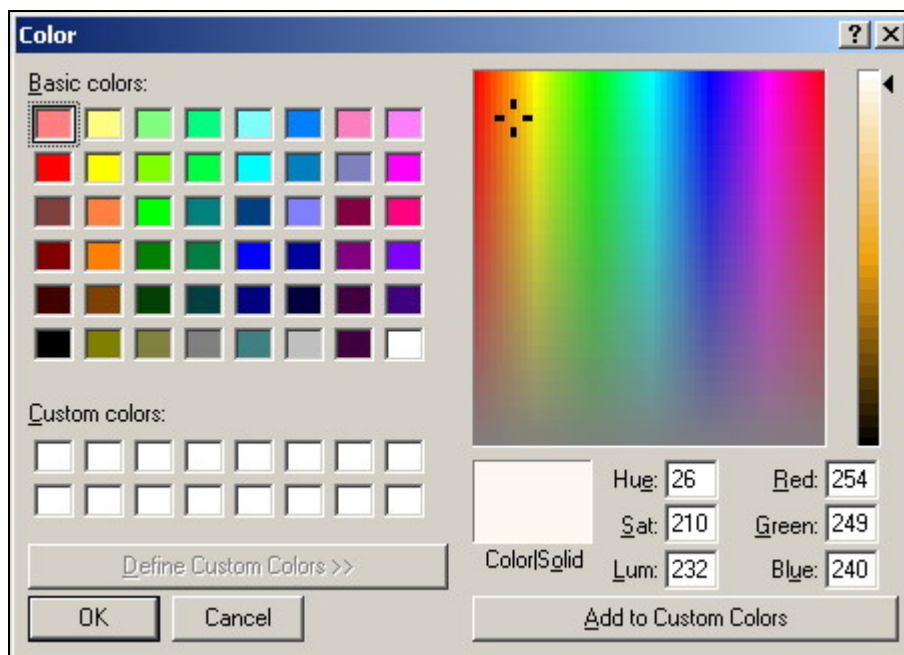 Color
Basic colors:
Custom colors:
Define Custom Colors >>
OK Cancel
Color|Solid
Hue: 26 Red: 254
Sat: 210 Green: 249
Lum: 232 Blue: 240
Add to Custom Colors